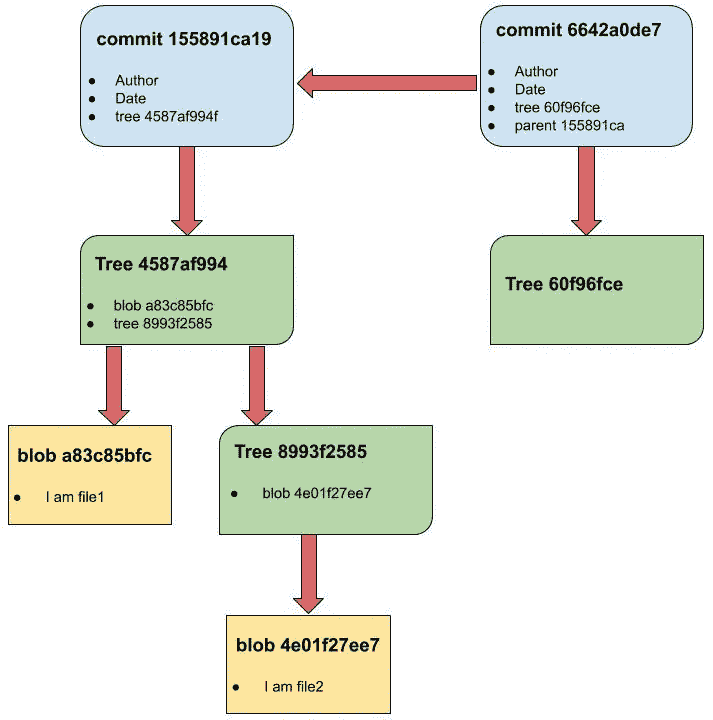 commit 155891ca19
Author
Date
tree 4587af994f
commit 6642a0de7
Author
Date
tree 60f96fce
parent 155891ca
Tree 4587af994
blob a83c85bfc
tree 8993f2585
Tree 60f96fce
blob a83c85bfc
I am file1
Tree 8993f2585
blob 4e01f27ee7
blob 4e01f27ee7
I am file2